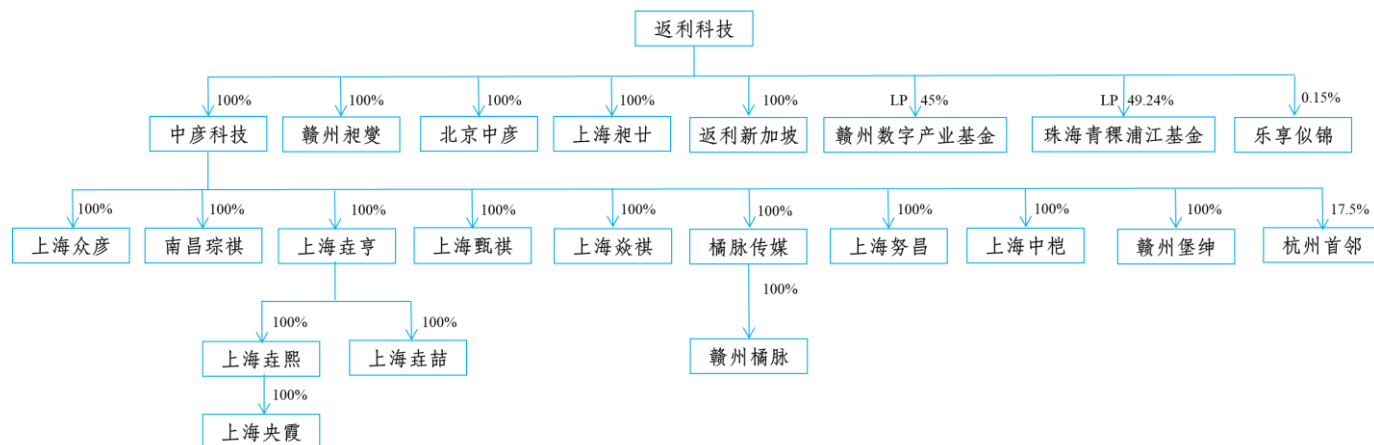 返利科技
100% 100% 100% 100% 100% LP 45% LP 49.24% 0.15%
中彦科技 赣州昶燮 北京中彦 上海昶廿 返利新加坡 赣州数字产业基金 珠海青稞浦江基金 乐享似锦
100% 100% 100% 100% 100% 100% 100% 100% 100% 17.5%
上海众彦 南昌琮祺 上海垚亨 上海甄祺 上海焱祺 橘脉传媒 上海努昌 上海中桤 赣州堡绅 杭州首邻
100% 100% 100%
上海垚熙 上海垚喆 赣州橘脉
100%
上海央霞